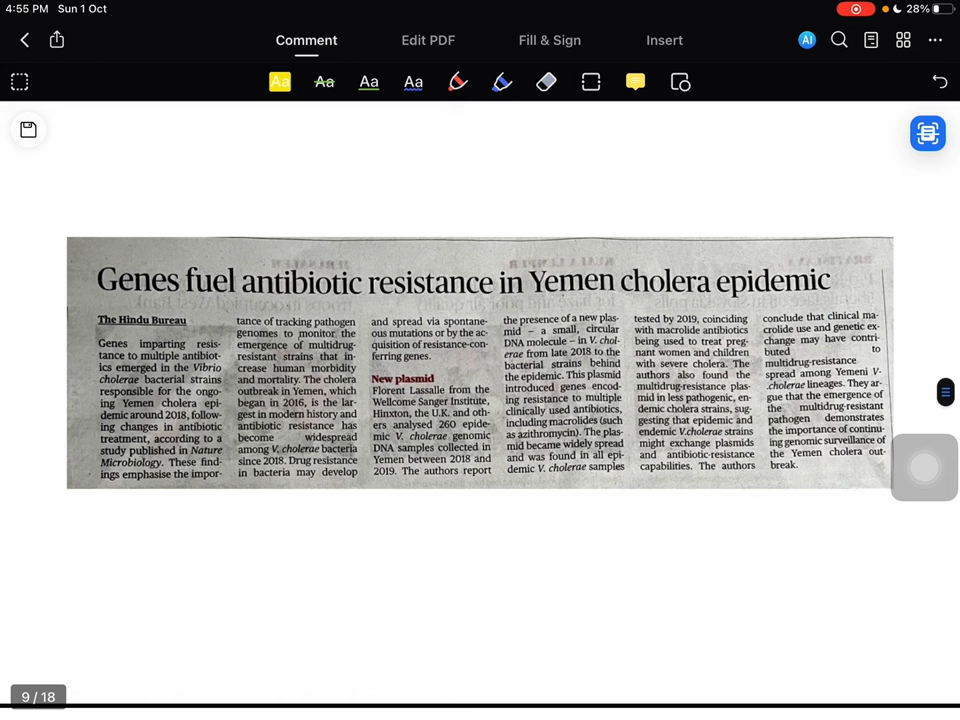 4:55 PM Sun 1 Oct
28%
Comment
Edit PDF
Fill & Sign
Insert
AI
Aa
Aa
Aa
Aa
Genes fuel antibiotic resistance in Yemen cholera epidemic
The Hindu Bureau
Genes imparting resis-
tance to multiple antibiot-
ics emerged in the Vibrio
cholerae bacterial strains
responsible for the ongo-
ing Yemen cholera epi-
demic around 2018, follow-
ing changes in antibiotic
treatment, according to a
study published in Nature
Microbiology. These find-
ings emphasise the impor-
tance of tracking pathogen
genomes to monitor the
emergence of multidrug-
resistant strains that in-
crease human morbidity
and mortality. The cholera
outbreak in Yemen, which
began in 2016, is the lar-
gest in modern history and
antibiotic resistance has
become widespread
among V. cholerae bacteria
since 2018. Drug resistance
in bacteria may develop
and spread via spontane-
ous mutations or by the ac-
quisition of resistance-con-
ferring genes.
New plasmid
Florent Lassalle from the
Wellcome Sanger Institute,
Hinxton, the U.K. and oth-
ers analysed 260 epide-
mic V. cholerae genomic
DNA samples collected in
Yemen between 2018 and
2019. The authors report
the presence of a new plas-
mid – a small, circular
DNA molecule – in V. chol-
erae from late 2018 to the
bacterial strains behind
the epidemic. This plasmid
introduced genes encod-
ing resistance to multiple
clinically used antibiotics,
including macrolides (such
as azithromycin). The plas-
mid became widely spread
and was found in all epi-
demic V. cholerae samples
tested by 2019, coinciding
with macrolide antibiotics
being used to treat preg-
nant women and children
with severe cholera. The
authors also found the
multidrug-resistance plas-
mid in less pathogenic, en-
demic cholera strains, sug-
gesting that epidemic and
endemic V.cholerae strains
might exchange plasmids
and antibiotic-resistance
capabilities. The authors
conclude that clinical ma-
crolide use and genetic ex-
change may have contri-
buted to
multidrug-resistance
spread among Yemeni V-
.cholerae lineages. They ar-
gue that the emergence of
the multidrug-resistant
pathogen demonstrates
the importance of continu-
ing genomic surveillance of
the Yemen cholera out-
break.
9 / 18